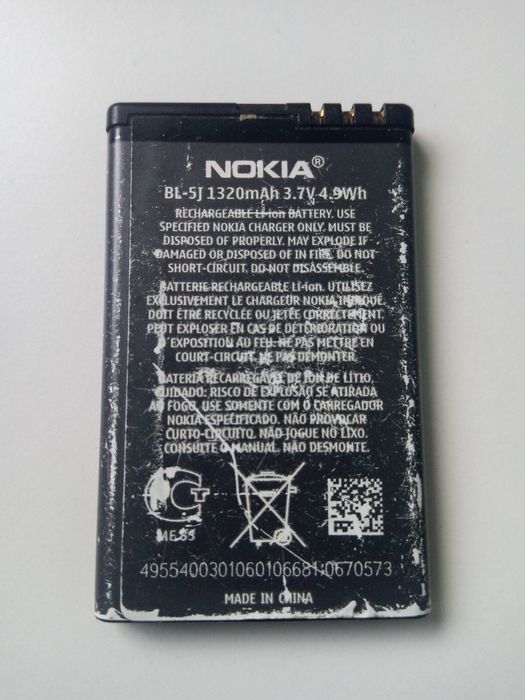 NOKIA®
BL-5J 1320mAh 3.7V 4.9Wh
RECHARGEABLE Li-ion BATTERY. USE
SPECIFIED NOKIA CHARGER ONLY. MUST BE
DISPOSED OF PROPERLY. MAY EXPLODE IF
DAMAGED OR DISPOSED OF IN FIRE. DO NOT
SHORT-CIRCUIT. DO NOT DISASSEMBLE.
BATTERIE RECHARGEABLE Li-ion. UTILISEZ
EXCLUSIVEMENT LE CHARGEUR NOKIA INDIQUÉ.
DOIT ÊTRE RECYCLÉE OU JETÉE CORRECTEMENT.
PEUT EXPLOSER EN CAS DE DÉTÉRIORATION OU
D'EXPOSITION AU FEU. NE PAS METTRE EN
COURT-CIRCUIT. NE PAS DÉMONTER.
BATERIA RECARREGÁVEL DE ÍON DE LÍTIO.
CUIDADO: RISCO DE EXPLOSÃO SE ATIRADA
AO FOGO. USE SOMENTE COM O CARREGADOR
NOKIA ESPECIFICADO. NÃO PROVOCAR
CURTO-CIRCUITO. NÃO JOGUE NO LIXO.
CONSULTE O MANUAL. NÃO DESMONTE.
4955400301060106681;0670573
MADE IN CHINA